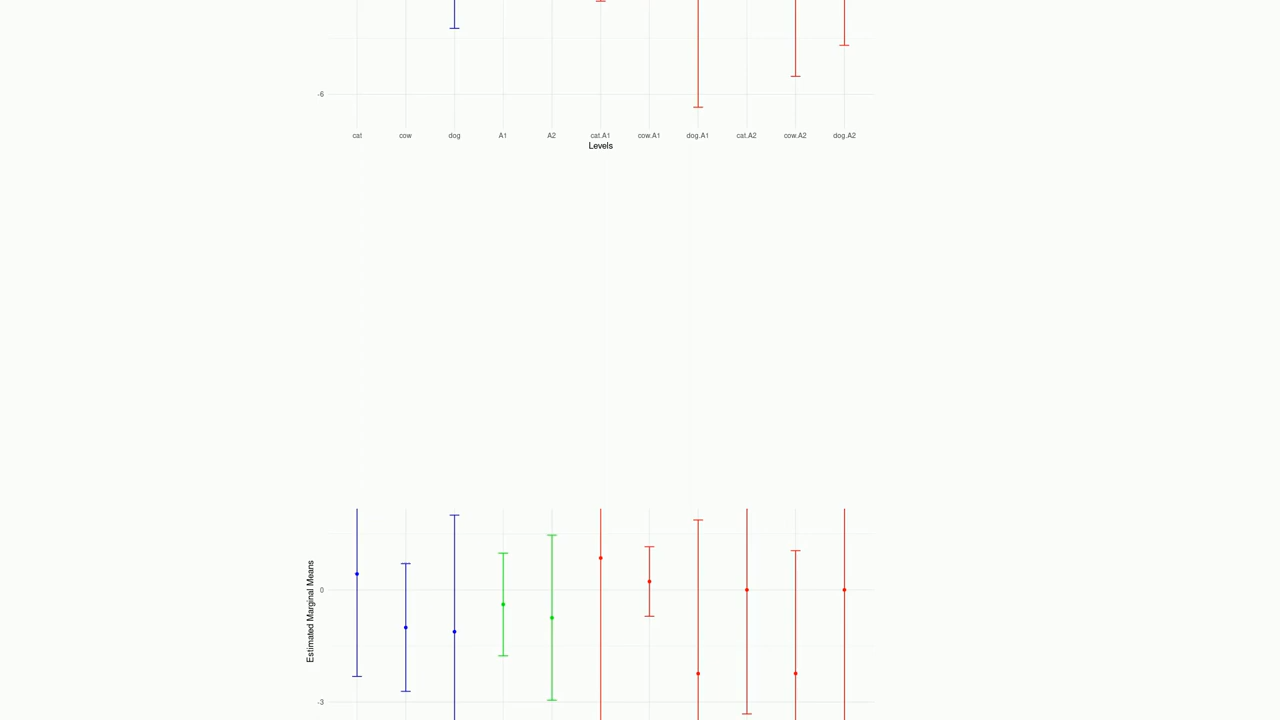 -6
cat cow dog A1 A2 cat.A1 cow.A1 dog.A1 cat.A2 cow.A2 dog.A2
Levels
Estimated Marginal Means
0
-3